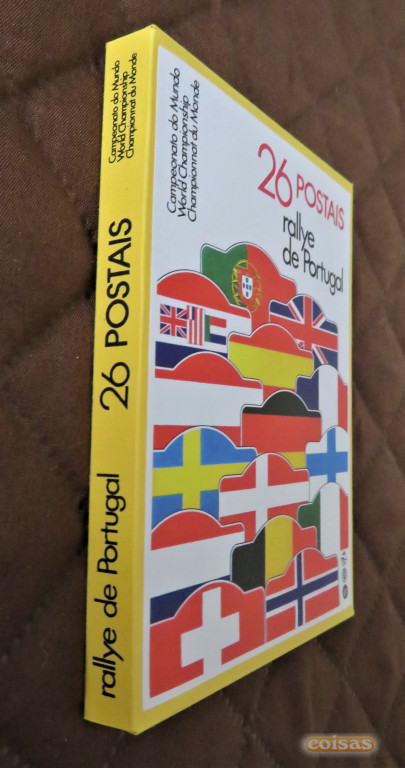 Campeonato do Mundo
World Championship
Championnat du Monde
26 POSTAIS
rallye de Portugal
Campeonato do Mundo
World Championship
Championnat du Monde
26 POSTAIS
rallye
de Portugal
coisas